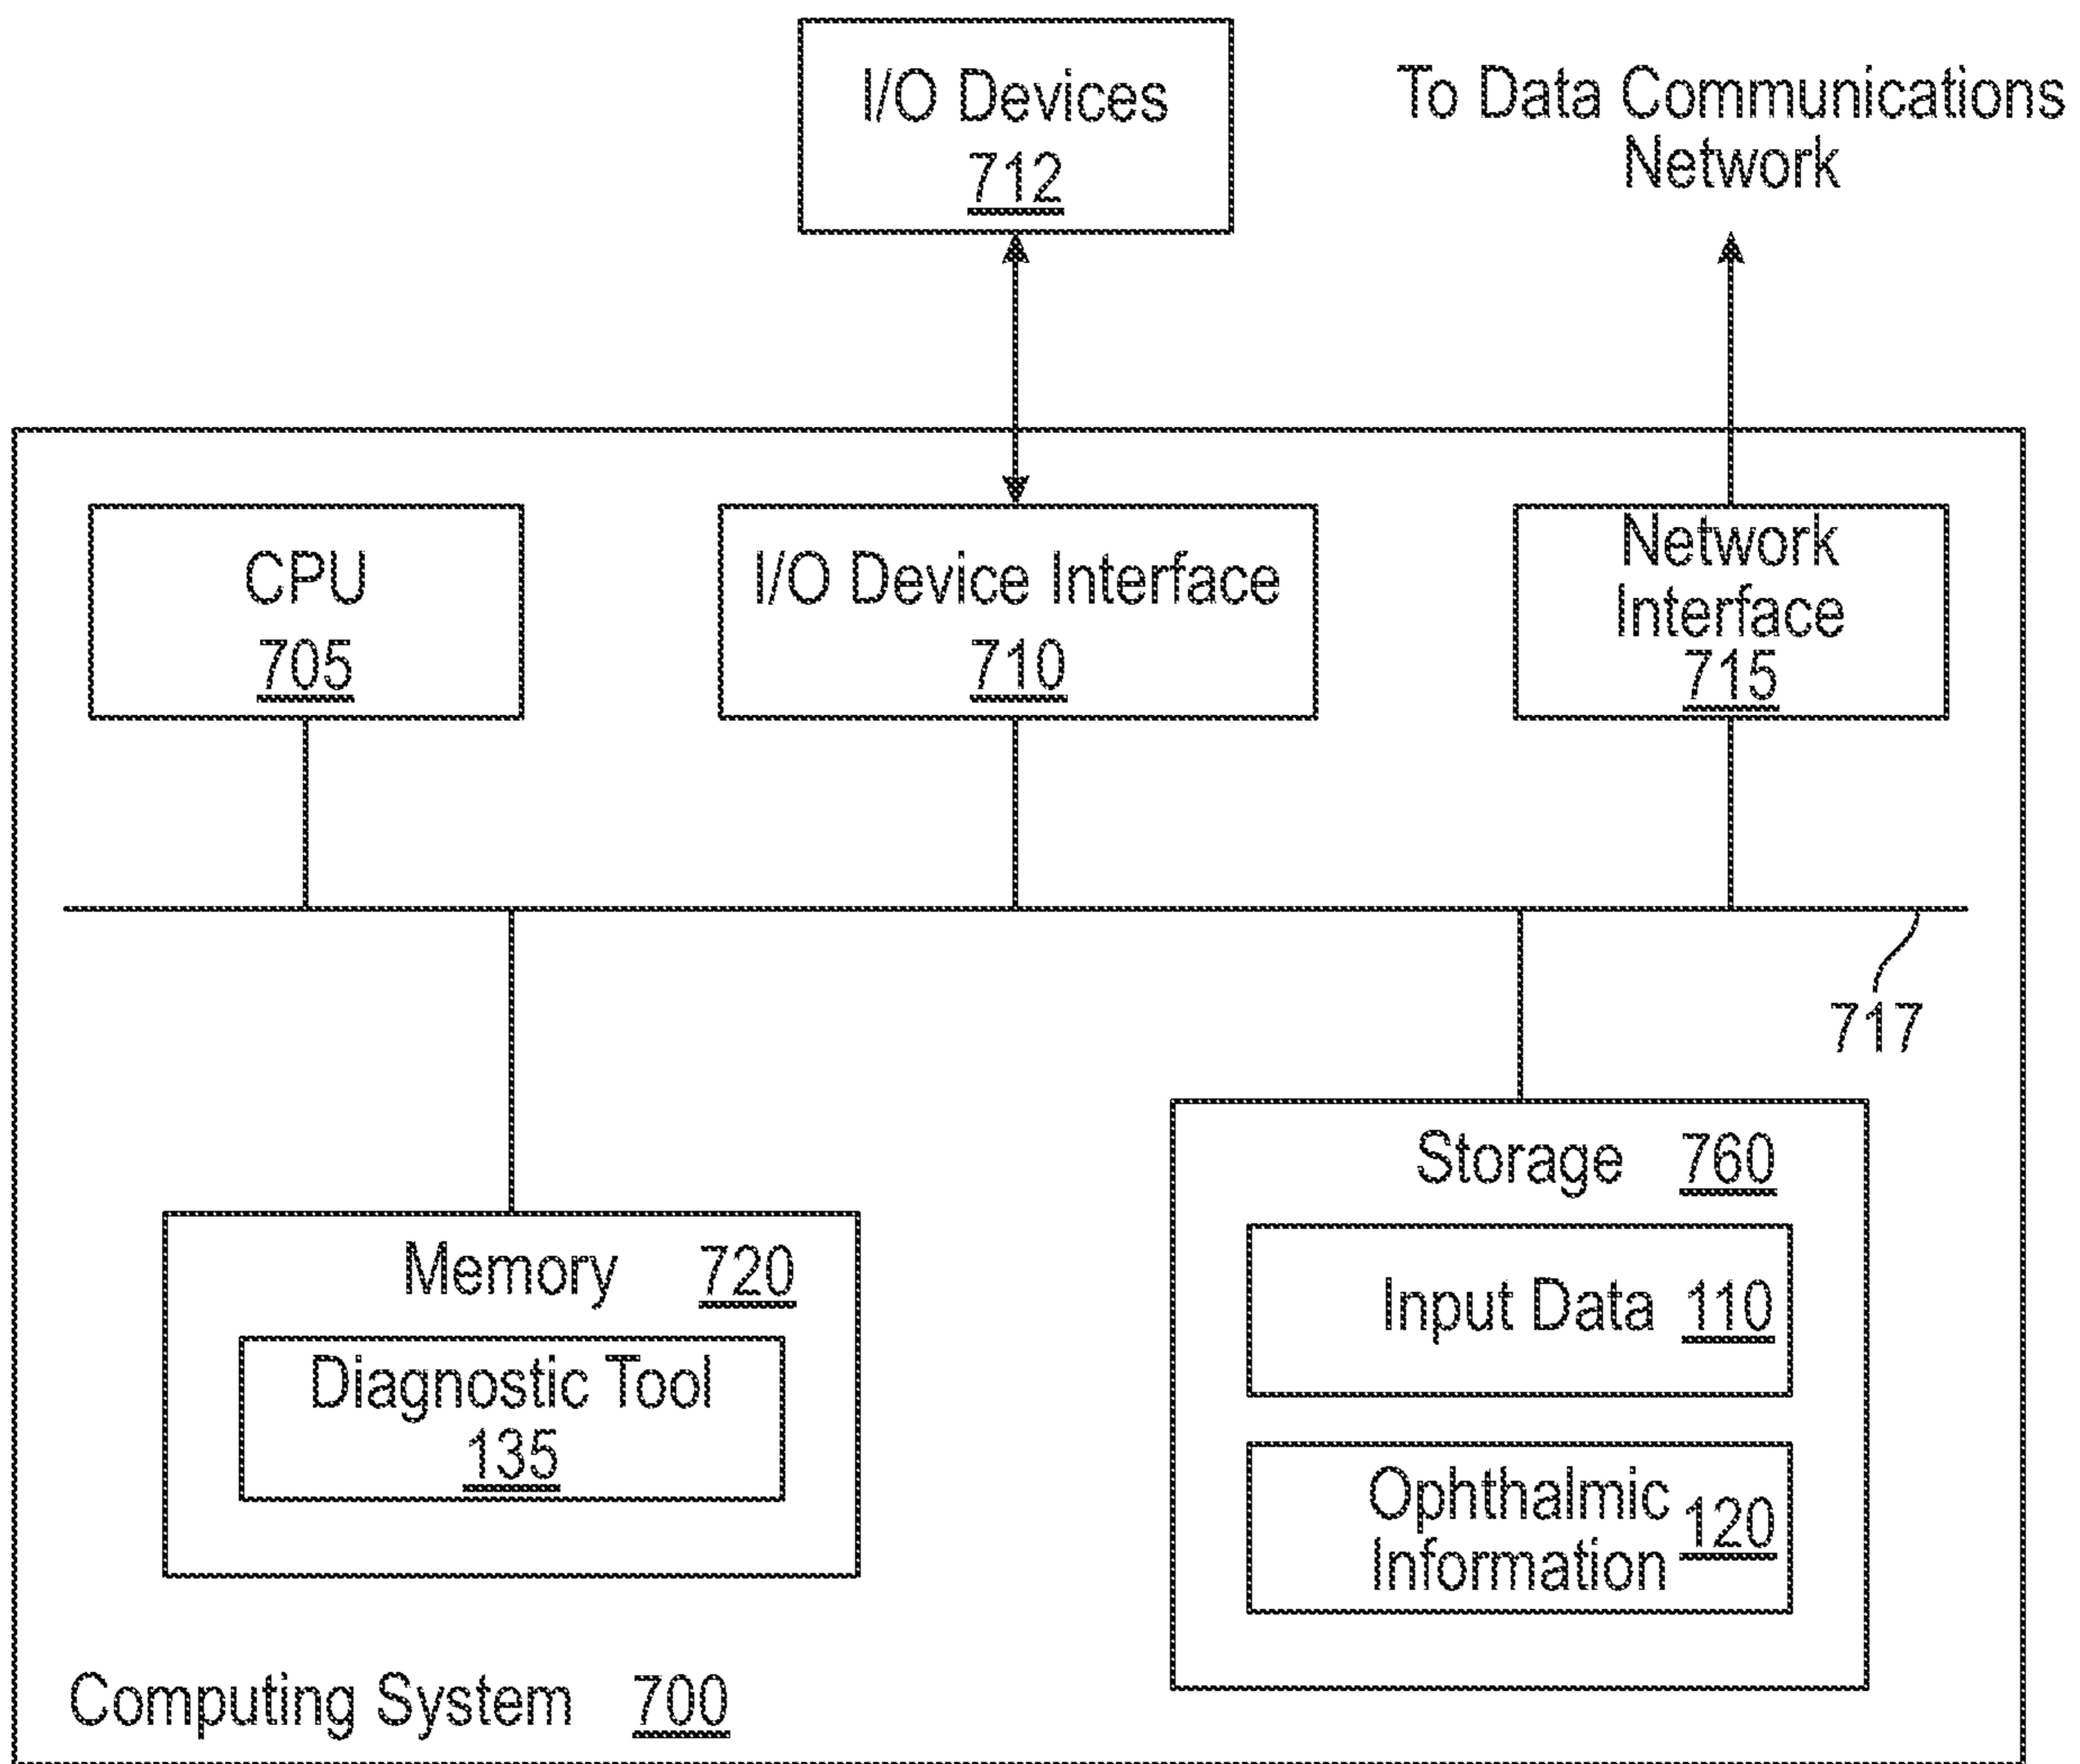 I/O Devices
712
To Data Communications
Network
CPU
705
I/O Device Interface
710
Network
Interface
715
717
Storage 760
Input Data 110
Ophthalmic
Information 120
Memory 720
Diagnostic Tool
135
Computing System 700